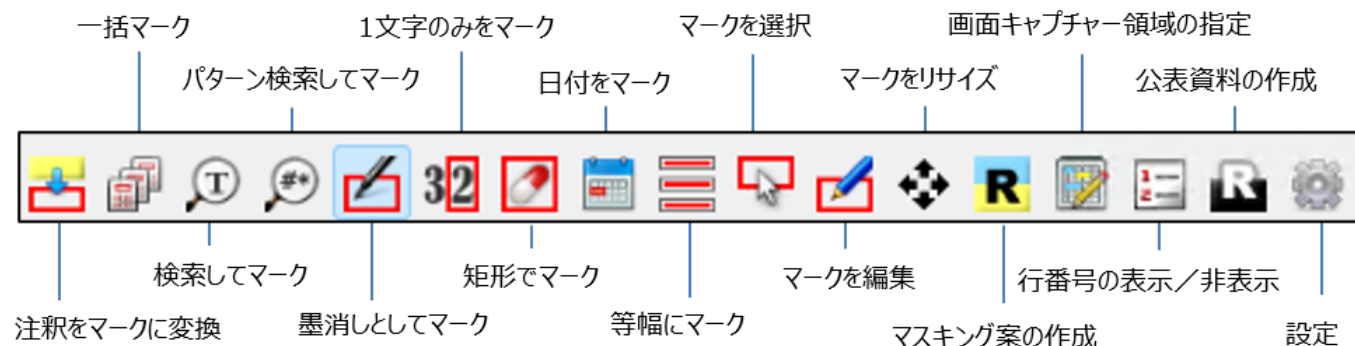 一括マーク
1文字のみをマーク
マークを選択
画面キャプチャー領域の指定
パターン検索してマーク
日付をマーク
マークをリサイズ
公表資料の作成
T
#*
32
R
1
2
R
検索してマーク
矩形でマーク
マークを編集
行番号の表示／非表示
注釈をマークに変換
墨消しとしてマーク
等幅にマーク
マスキング案の作成
設定